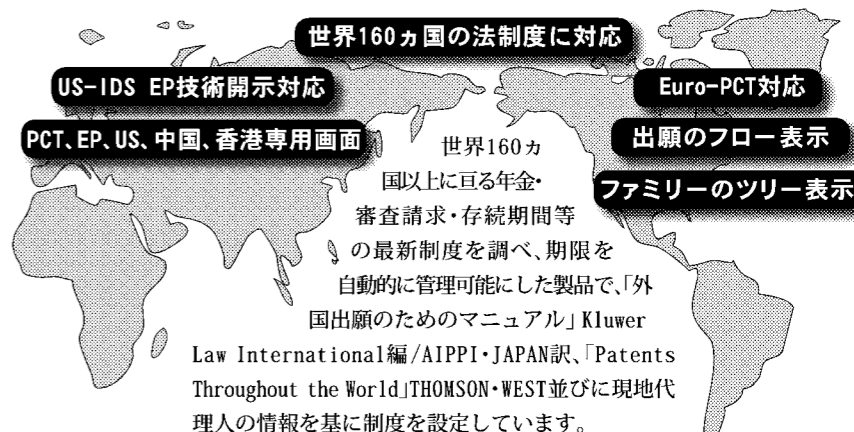 世界160ヵ国の法制度に対応
US-IDS EP技術開示対応
Euro-PCT対応
PCT、EP、US、中国、香港専用画面
出願のフロー表示
ファミリーのツリー表示
世界160ヵ
国以上に亘る年金・
審査請求・存続期間等
の最新制度を調べ、期限を
自動的に管理可能にした製品で、「外
国出願のためのマニュアル」Kluwer
Law International編/AIPPI・JAPAN訳、「Patents
Throughout the World」THOMSON・WEST並びに現地代
理人の情報を基に制度を設定しています。